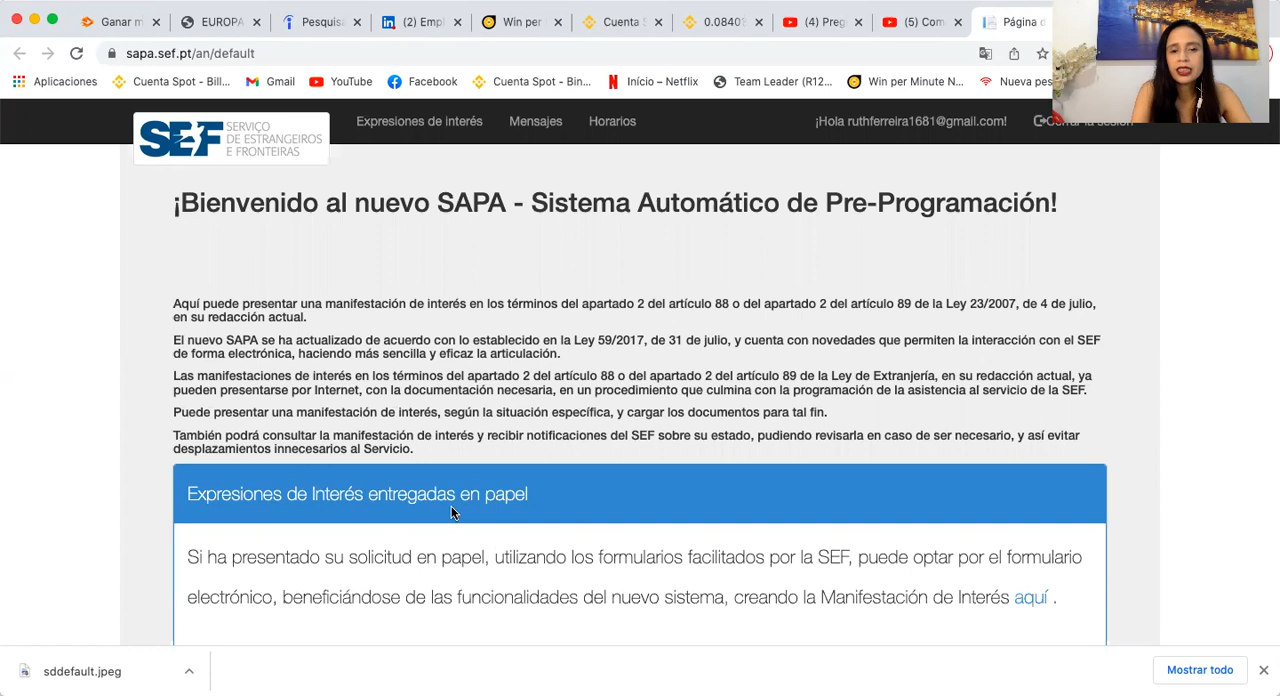 Ganar m
EUROPA
Pesquisa
(2) Emp
Win per
Cuenta S
0.0840
(4) Preg
(5) Com
Página d
sapa.sef.pt/an/default
Aplicaciones
Cuenta Spot - Bill...
Gmail
YouTube
Facebook
Cuenta Spot - Bin...
Início – Netflix
Team Leader (R12...
Win per Minute N...
Nueva pes
SEF SERVIÇO
DE ESTRANGEIROS
E FRONTEIRAS
Expresiones de interés
Mensajes
Horarios
¡Hola ruthferreira1681@gmail.com!
Cerrar la sesión
¡Bienvenido al nuevo SAPA - Sistema Automático de Pre-Programación!
Aquí puede presentar una manifestación de interés en los términos del apartado 2 del artículo 88 o del apartado 2 del artículo 89 de la Ley 23/2007, de 4 de julio,
en su redacción actual.
El nuevo SAPA se ha actualizado de acuerdo con lo establecido en la Ley 59/2017, de 31 de julio, y cuenta con novedades que permiten la interacción con el SEF
de forma electrónica, haciendo más sencilla y eficaz la articulación.
Las manifestaciones de interés en los términos del apartado 2 del artículo 88 o del apartado 2 del artículo 89 de la Ley de Extranjería, en su redacción actual, ya
pueden presentarse por Internet, con la documentación necesaria, en un procedimiento que culmina con la programación de la asistencia al servicio de la SEF.
Puede presentar una manifestación de interés, según la situación específica, y cargar los documentos para tal fin.
También podrá consultar la manifestación de interés y recibir notificaciones del SEF sobre su estado, pudiendo revisarla en caso de ser necesario, y así evitar
desplazamientos innecesarios al Servicio.
Expresiones de Interés entregadas en papel
Si ha presentado su solicitud en papel, utilizando los formularios facilitados por la SEF, puede optar por el formulario
electrónico, beneficiándose de las funcionalidades del nuevo sistema, creando la Manifestación de Interés aquí .
sddefault.jpeg
Mostrar todo